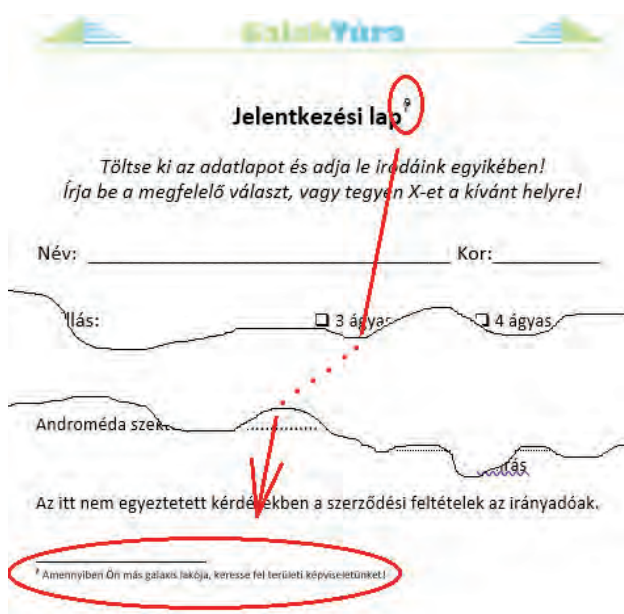 GalakTúra
Jelentkezési lap
Töltse ki az adatlapot és adja le irodáink egyikében!
Írja be a megfelelő választ, vagy tegyen X-et a kívánt helyre!
Név: Kor:
llás: ❑ 3 ágyas ❑ 4 ágyas
Androméda szek
rás
Az itt nem egyeztetett kérdésekben a szerződési feltételek az irányadóak.
Amennyiben Ön más galaxis lakója, keresse fel területi képviseletünket!